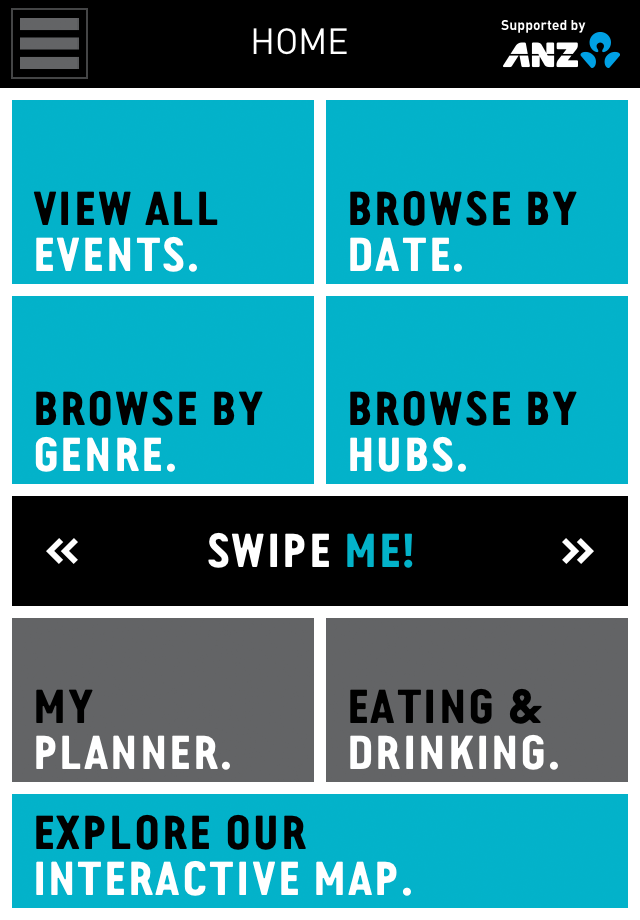 HOME
Supported by
ANZ
VIEW ALL
EVENTS.
BROWSE BY
DATE.
BROWSE BY
GENRE.
BROWSE BY
HUBS.
SWIPE ME!
MY
PLANNER.
EATING &
DRINKING.
EXPLORE OUR
INTERACTIVE MAP.